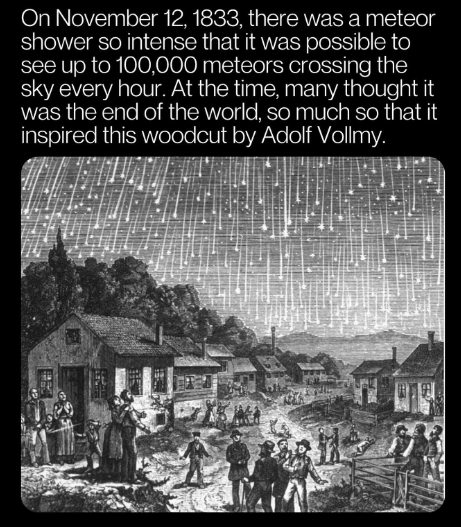 On November 12, 1833, there was a meteor
shower so intense that it was possible to
see up to 100,000 meteors crossing the
sky every hour. At the time, many thought it
was the end of the world, so much so that it
inspired this woodcut by Adolf Vollmy.